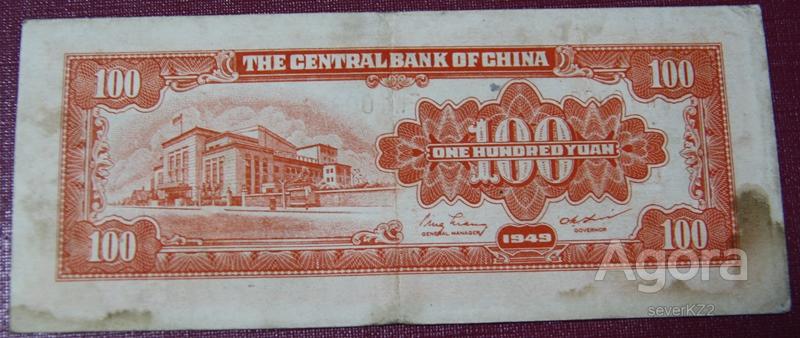 THE CENTRAL BANK OF CHINA
100
100
100
ONE HUNDRED YUAN
GENERAL MANAGER
1949
GOVERNOR
100
100
Agora
severKZ2